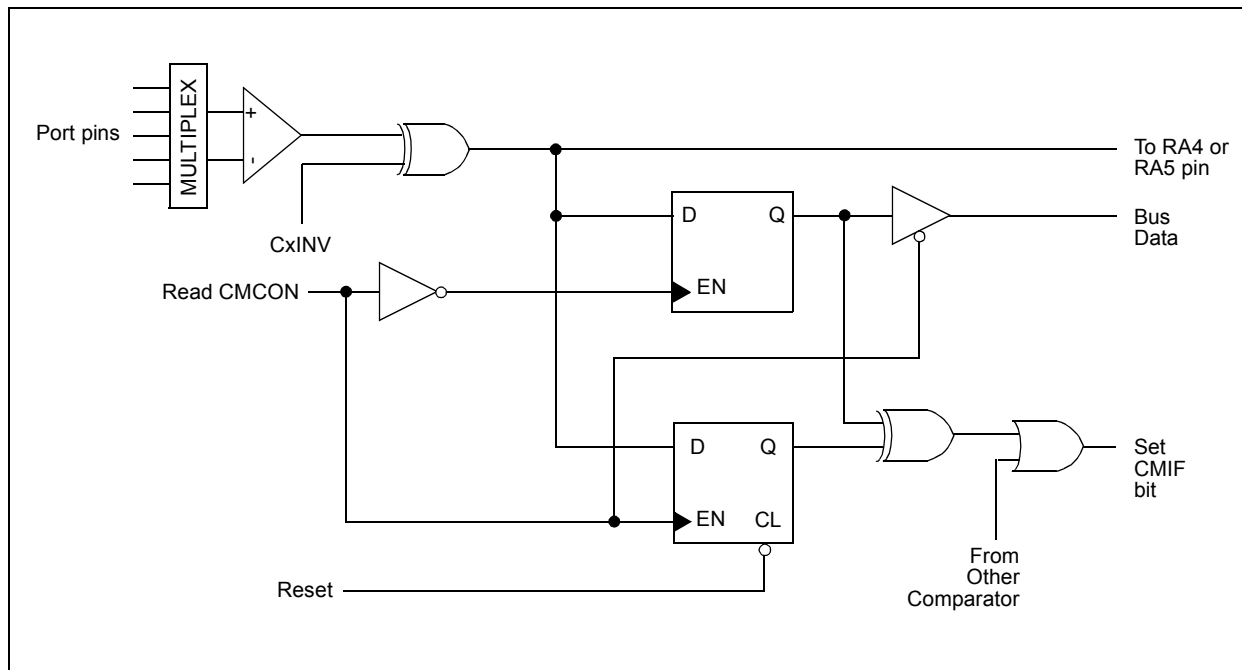 MULTIPLEX
+
-
Port pins
To RA4 or
RA5 pin
D
Q
Bus
Data
CxINV
Read CMCON
EN
D
Q
Set
CMIF
bit
EN
CL
From
Other
Comparator
Reset